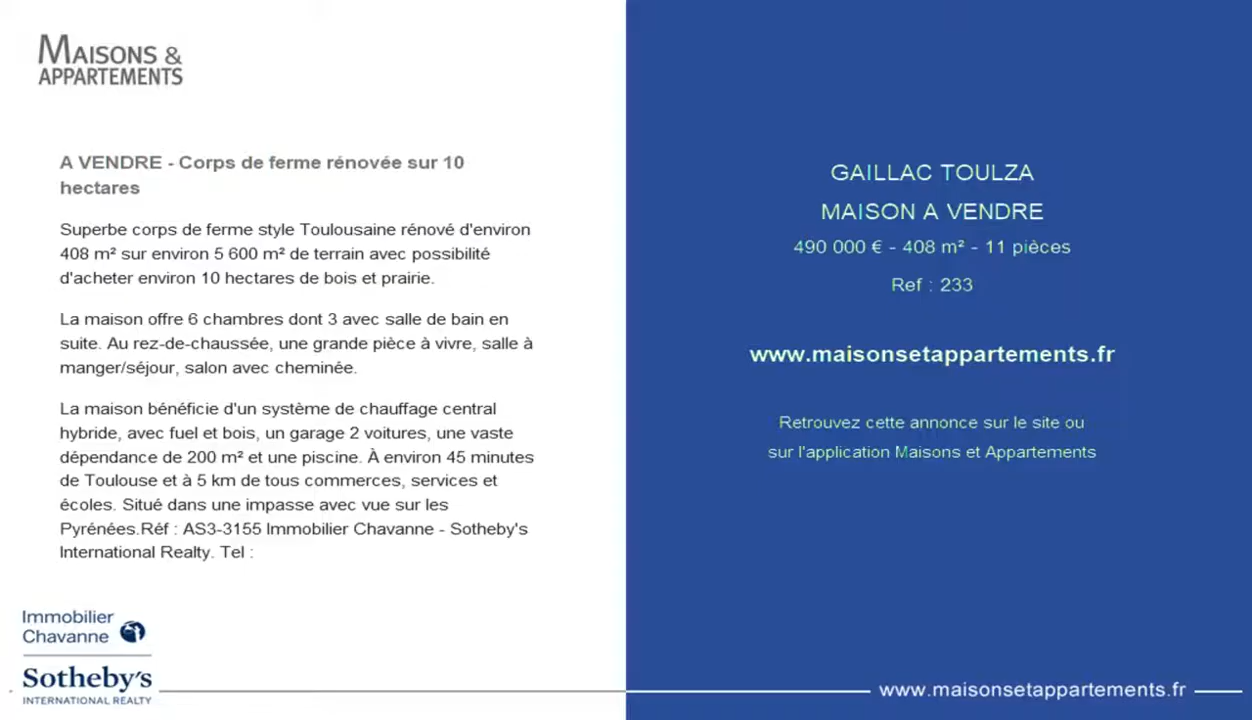 MAISONS &
APPARTEMENTS
A VENDRE - Corps de ferme rénovée sur 10
hectares
Superbe corps de ferme style Toulousaine rénové d'environ
408 m² sur environ 5 600 m² de terrain avec possibilité
d'acheter environ 10 hectares de bois et prairie.
La maison offre 6 chambres dont 3 avec salle de bain en
suite. Au rez-de-chaussée, une grande pièce à vivre, salle à
manger/séjour, salon avec cheminée.
La maison bénéficie d'un système de chauffage central
hybride, avec fuel et bois, un garage 2 voitures, une vaste
dépendance de 200 m² et une piscine. À environ 45 minutes
de Toulouse et à 5 km de tous commerces, services et
écoles. Situé dans une impasse avec vue sur les
Pyrénées.Réf : AS3-3155 Immobilier Chavanne - Sotheby's
International Realty. Tel :
Immobilier
Chavanne
Sotheby's
INTERNATIONAL REALTY
GAILLAC TOULZA
MAISON A VENDRE
490 000 € - 408 m² - 11 pièces
Ref : 233
www.maisonsetappartements.fr
Retrouvez cette annonce sur le site ou
sur l'application Maisons et Appartements
www.maisonsetappartements.fr